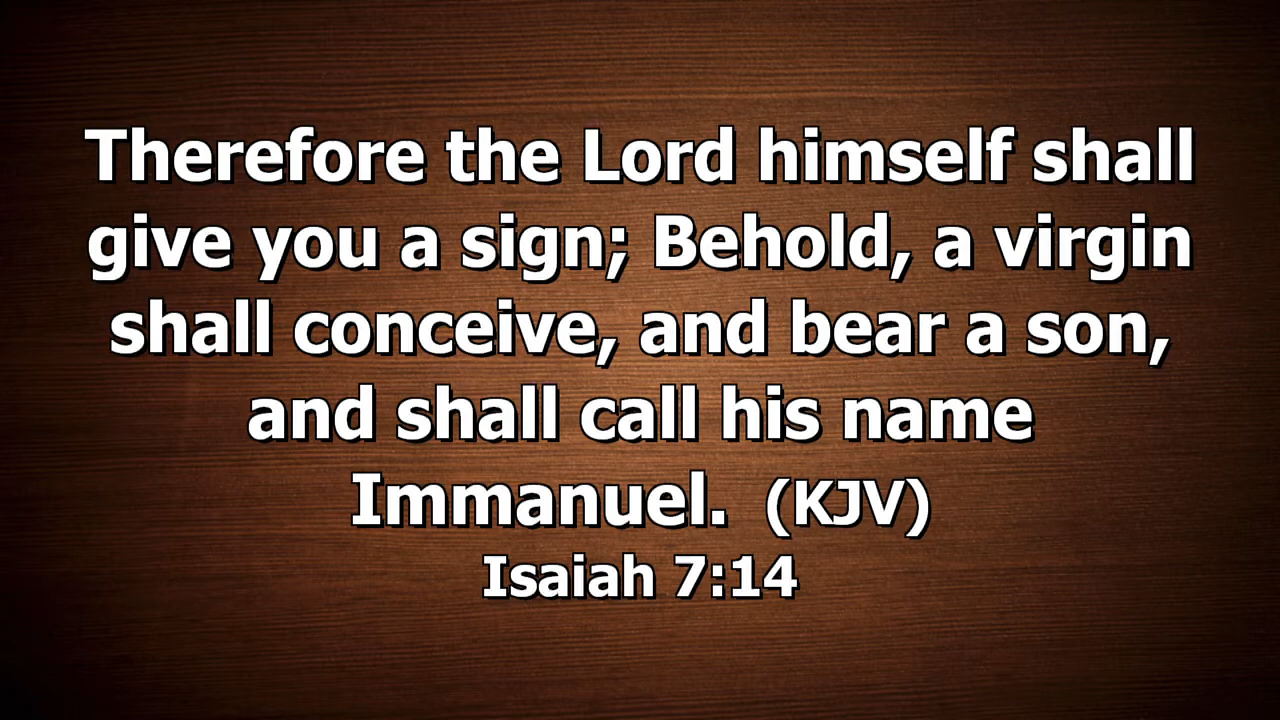 Therefore the Lord himself shall
give you a sign; Behold, a virgin
shall conceive, and bear a son,
and shall call his name
Immanuel. (KJV)
Isaiah 7:14